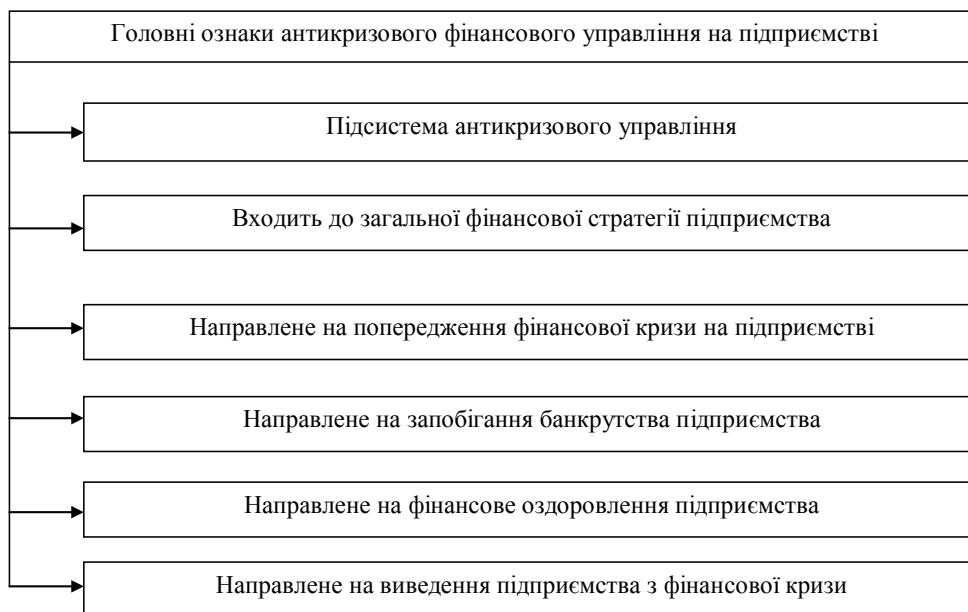 Головні ознаки антикризового фінансового управління на підприємстві
Підсистема антикризового управління
Входить до загальної фінансової стратегії підприємства
Направлене на попередження фінансової кризи на підприємстві
Направлене на запобігання банкрутства підприємства
Направлене на фінансове оздоровлення підприємства
Направлене на виведення підприємства з фінансової кризи